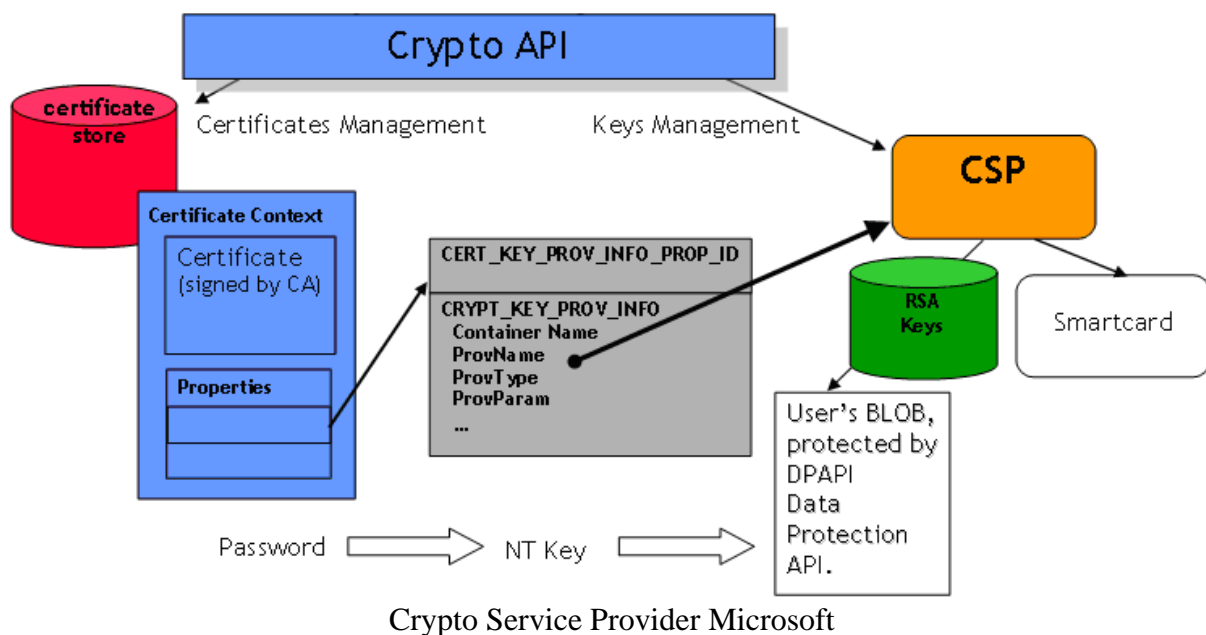 Crypto API
certificate
store
Certificates Management
Keys Management
CSP
Certificate Context
Certificate
(signed by CA)
Properties
CERT_KEY_PROV_INFO_PROP_ID
CRYPT_KEY_PROV_INFO
Container Name
ProvName
ProvType
ProvParam
...
RSA
Keys
Smartcard
User's BLOB,
protected by
DPAPI
Data
Protection
API.
Password
NT Key
Crypto Service Provider Microsoft